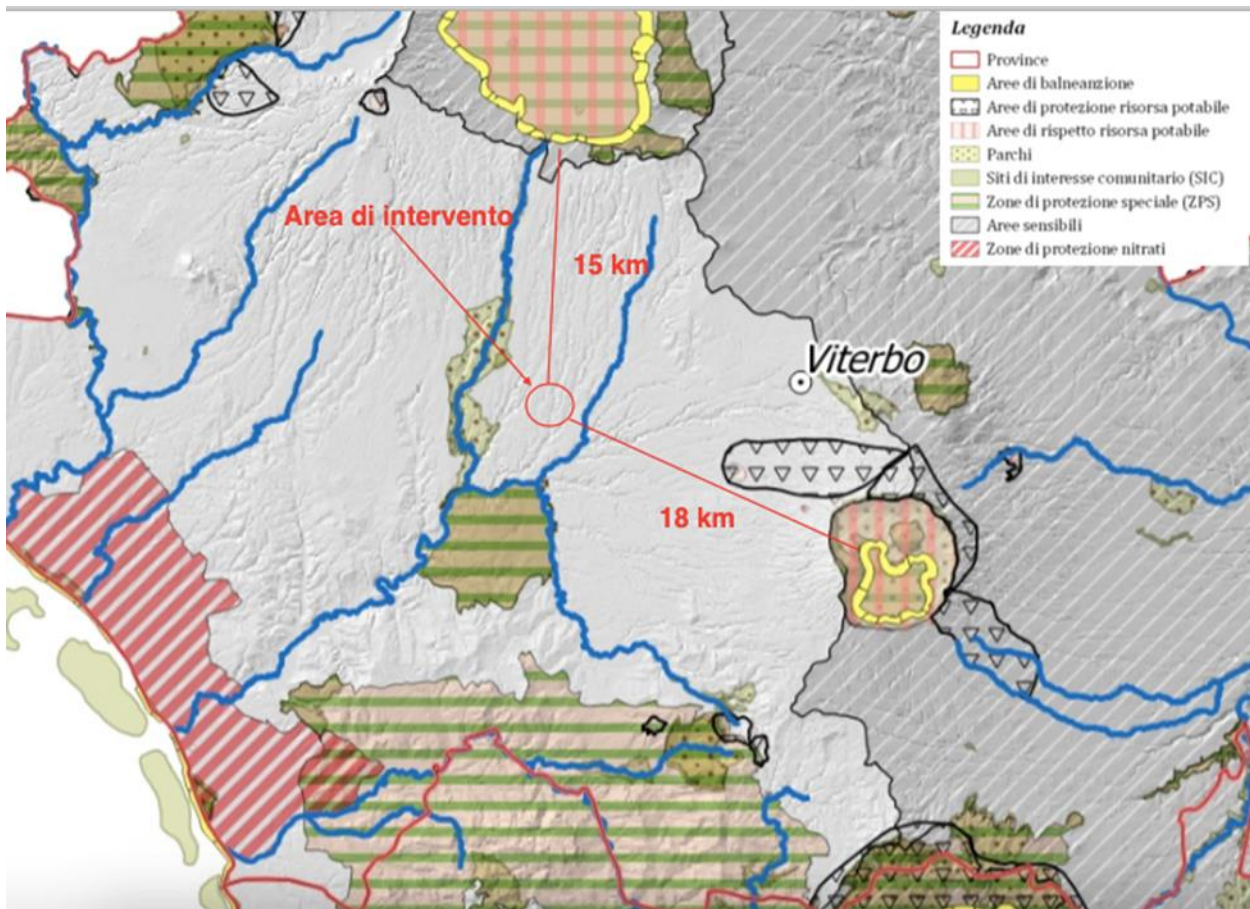 Legenda
Province
Aree di balneanzione
Aree di protezione risorsa potabile
Aree di rispetto risorsa potabile
Parchi
Siti di interesse comunitario (SIC)
Zone di protezione speciale (ZPS)
Aree sensibili
Zone di protezione nitrati
Area di intervento
15 km
Viterbo
18 km